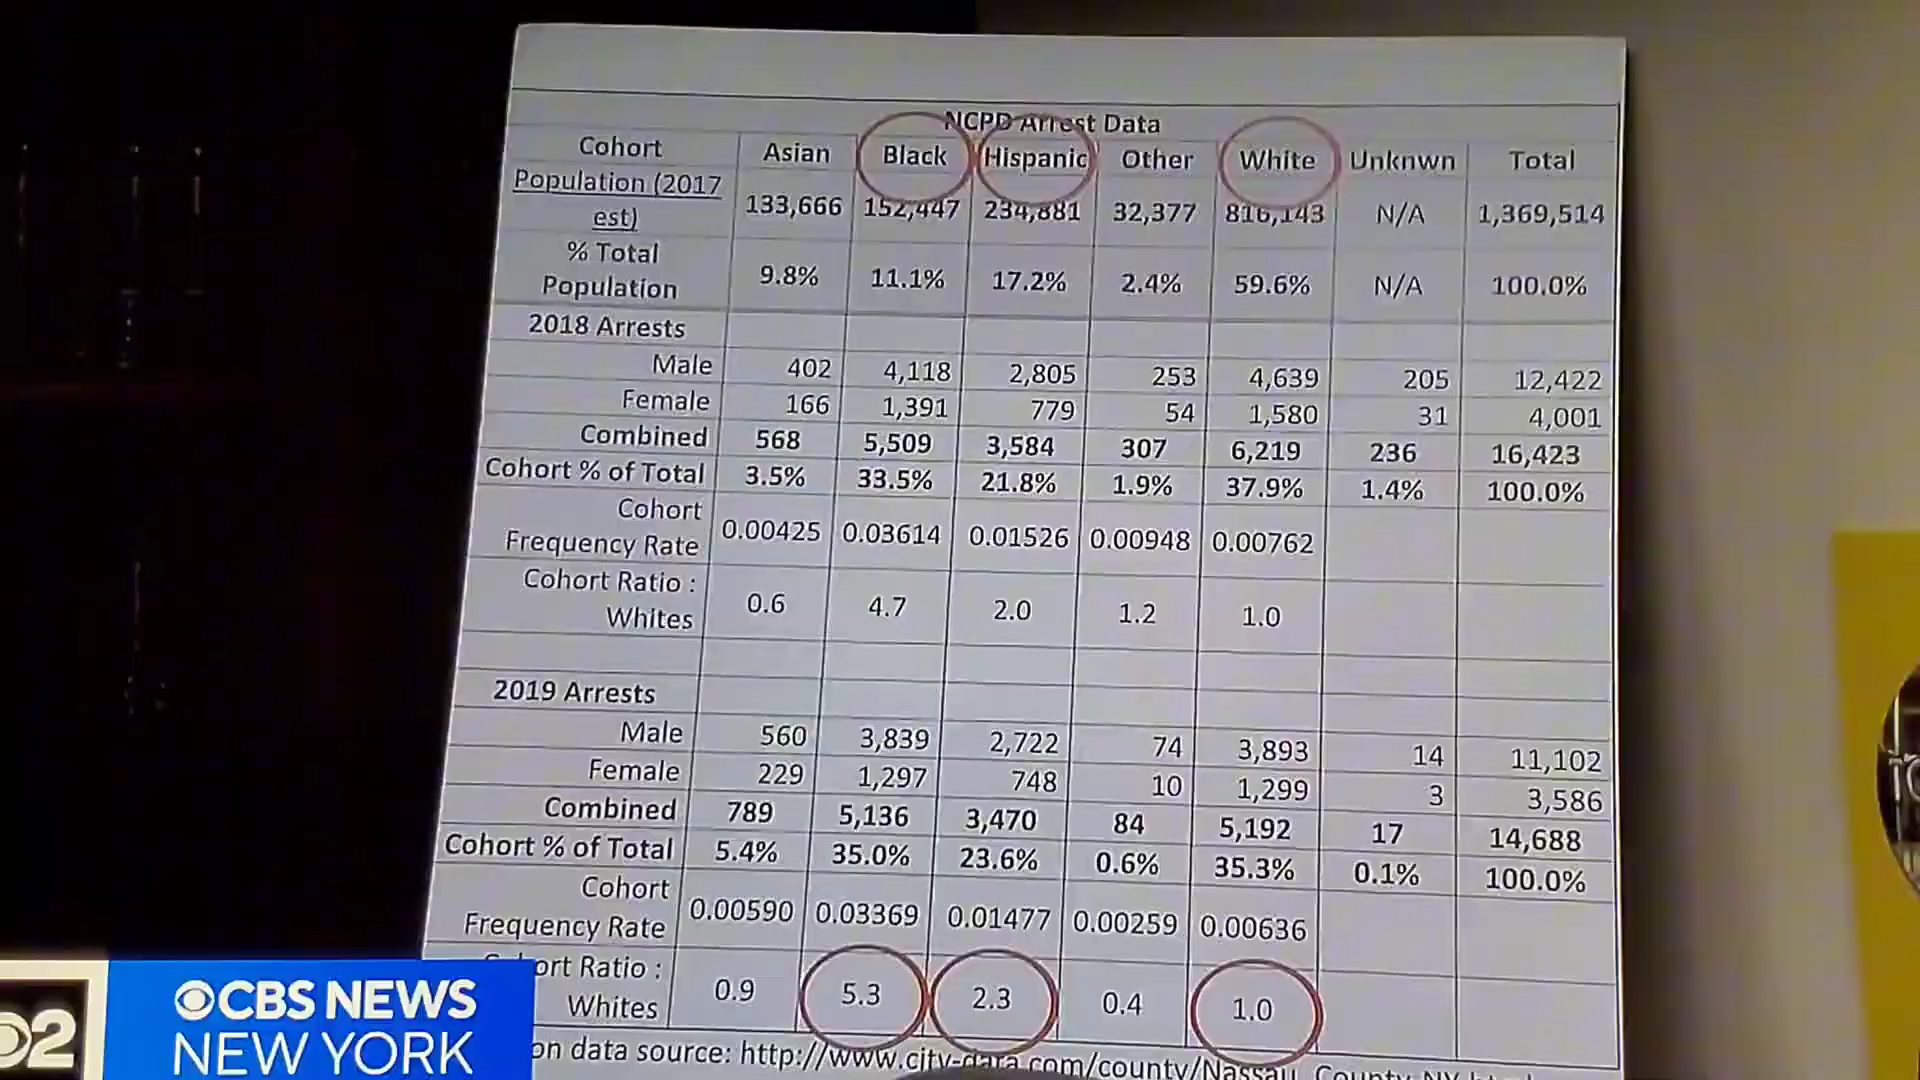 NCPD Arrest Data
Cohort Asian Black Hispanic Other White Unknwn Total
Population (2017 est) 133,666 152,447 234,881 32,377 816,143 N/A 1,369,514
% Total Population 9.8% 11.1% 17.2% 2.4% 59.6% N/A 100.0%
2018 Arrests
Male 402 4,118 2,805 253 4,639 205 12,422
Female 166 1,391 779 54 1,580 31 4,001
Combined 568 5,509 3,584 307 6,219 236 16,423
Cohort % of Total 3.5% 33.5% 21.8% 1.9% 37.9% 1.4% 100.0%
Cohort Frequency Rate 0.00425 0.03614 0.01526 0.00948 0.00762
Cohort Ratio : Whites 0.6 4.7 2.0 1.2 1.0
2019 Arrests
Male 560 3,839 2,722 74 3,893 14 11,102
Female 229 1,297 748 10 1,299 3 3,586
Combined 789 5,136 3,470 84 5,192 17 14,688
Cohort % of Total 5.4% 35.0% 23.6% 0.6% 35.3% 0.1% 100.0%
Cohort Frequency Rate 0.00590 0.03369 0.01477 0.00259 0.00636
ort Ratio : Whites 0.9 5.3 2.3 0.4 1.0
on data source: http://www.city-data.com/county/Nassau_County-NY.html
2
CBS NEWS
NEW YORK